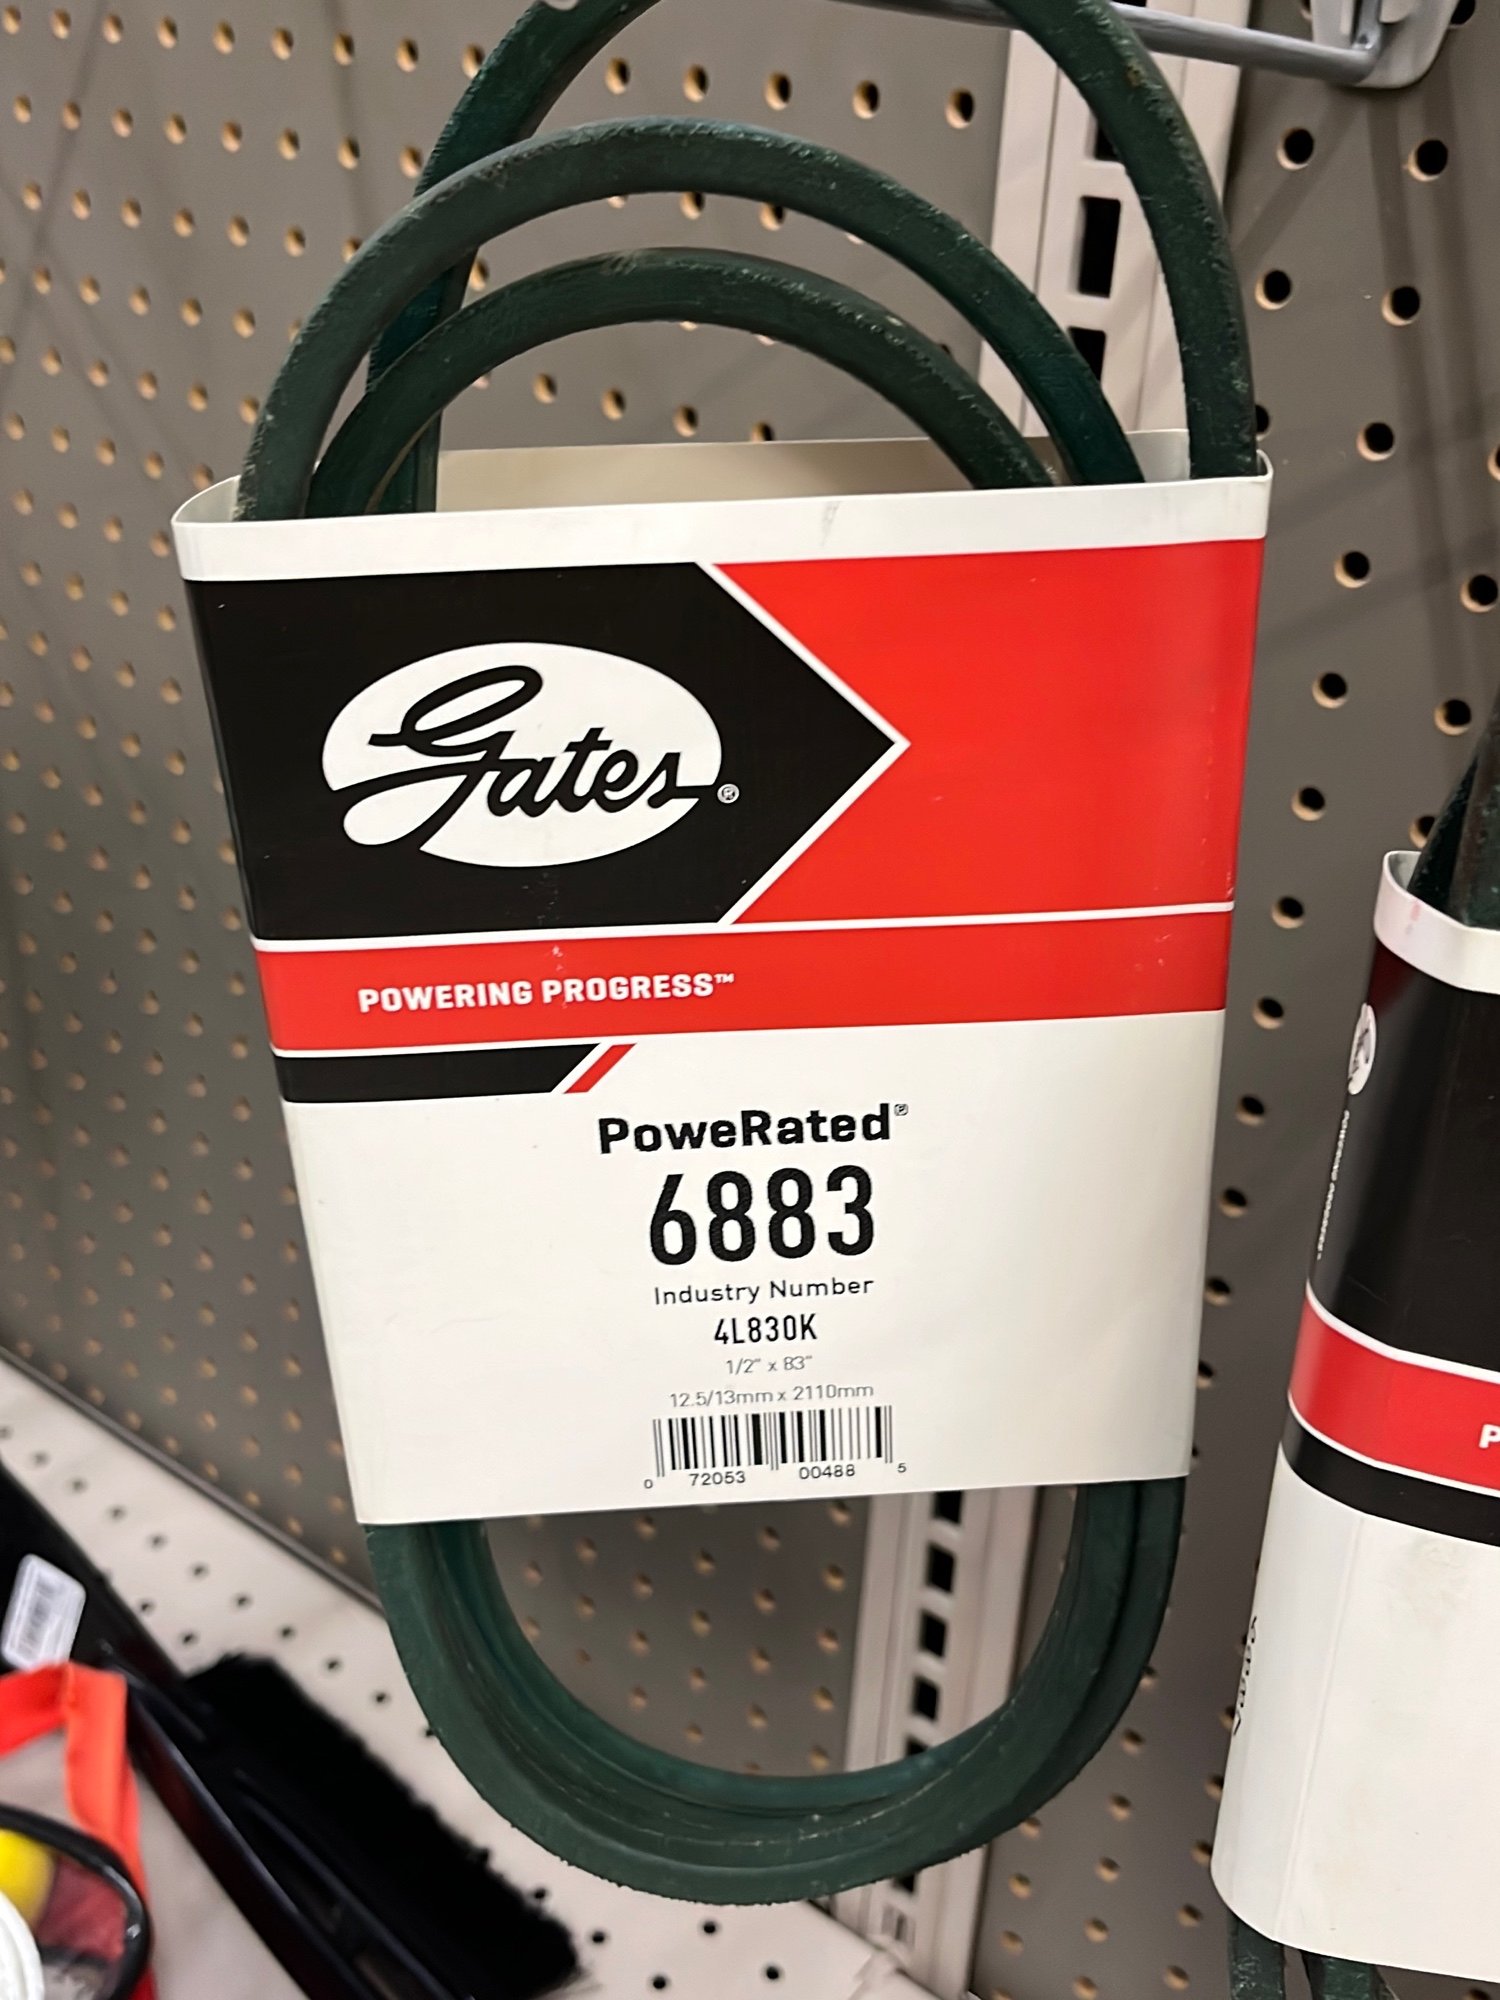 Gates®
POWERING PROGRESS™
PoweRated®
6883
Industry Number
4L830K
1/2" x 83"
12.5/13mm x 2110mm
0 72053 00488 5
P